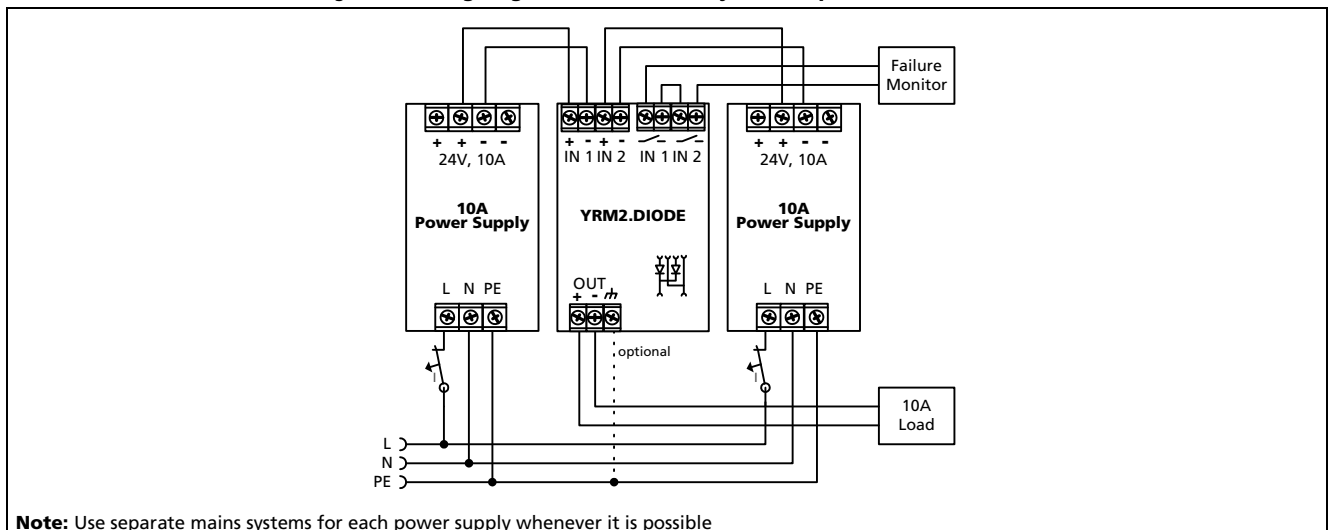 Failure
Monitor
+ + - -
24V, 10A
10A
Power Supply
L N PE
+ - + -
IN 1 IN 2 IN 1 IN 2
YRM2.DIODE
OUT
+ -
optional
+ + - -
24V, 10A
10A
Power Supply
L N PE
I
I
10A
Load
L
N
PE
Note: Use separate mains systems for each power supply whenever it is possible